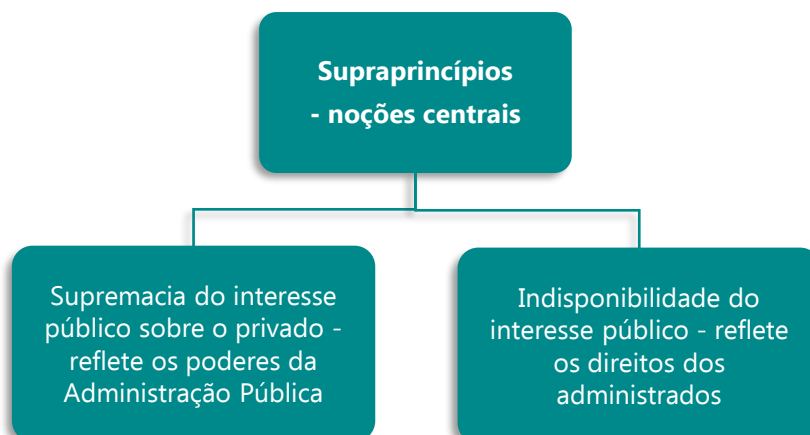 Supraprincípios
- noções centrais
Supremacia do interesse
público sobre o privado -
reflete os poderes da
Administração Pública
Indisponibilidade do
interesse público - reflete
os direitos dos
administrados